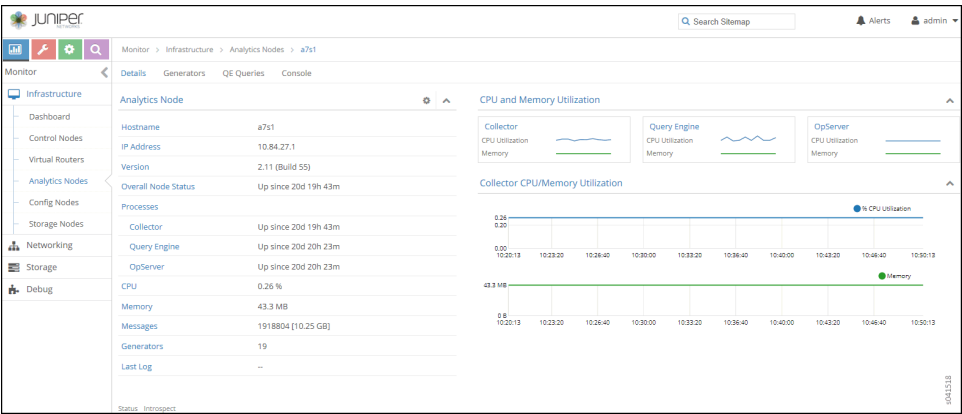 JUNIPER
NETWORKS
Search Sitemap
Alerts
admin
Monitor > Infrastructure > Analytics Nodes > a7s1
Monitor
Details Generators QE Queries Console
Infrastructure
Dashboard
Control Nodes
Virtual Routers
Analytics Nodes
Config Nodes
Storage Nodes
Networking
Storage
Debug
Analytics Node
Hostname a7s1
IP Address 10.84.27.1
Version 2.11 (Build 55)
Overall Node Status Up since 20d 19h 43m
Processes
Collector Up since 20d 19h 43m
Query Engine Up since 20d 20h 23m
OpServer Up since 20d 20h 23m
CPU 0.26 %
Memory 43.3 MB
Messages 1918804 [10.25 GB]
Generators 19
Last Log --
Status Introspect
CPU and Memory Utilization
Collector
CPU Utilization
Memory
Query Engine
CPU Utilization
Memory
OpServer
CPU Utilization
Memory
Collector CPU/Memory Utilization
% CPU Utilization
0.26
0.20
0.00
10:20:13 10:23:20 10:26:40 10:30:00 10:33:20 10:36:40 10:40:00 10:43:20 10:46:40 10:50:13
Memory
43.3 MB
0 B
10:20:13 10:23:20 10:26:40 10:30:00 10:33:20 10:36:40 10:40:00 10:43:20 10:46:40 10:50:13
s041518